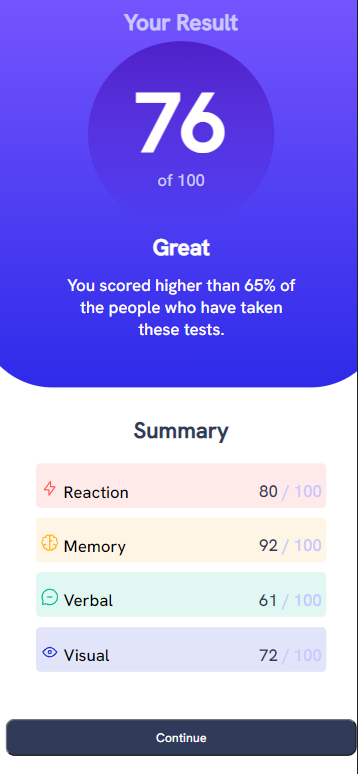 Your Result
76
of 100
Great
You scored higher than 65% of
the people who have taken
these tests.
Summary
Reaction 80 / 100
Memory 92 / 100
Verbal 61 / 100
Visual 72 / 100
Continue